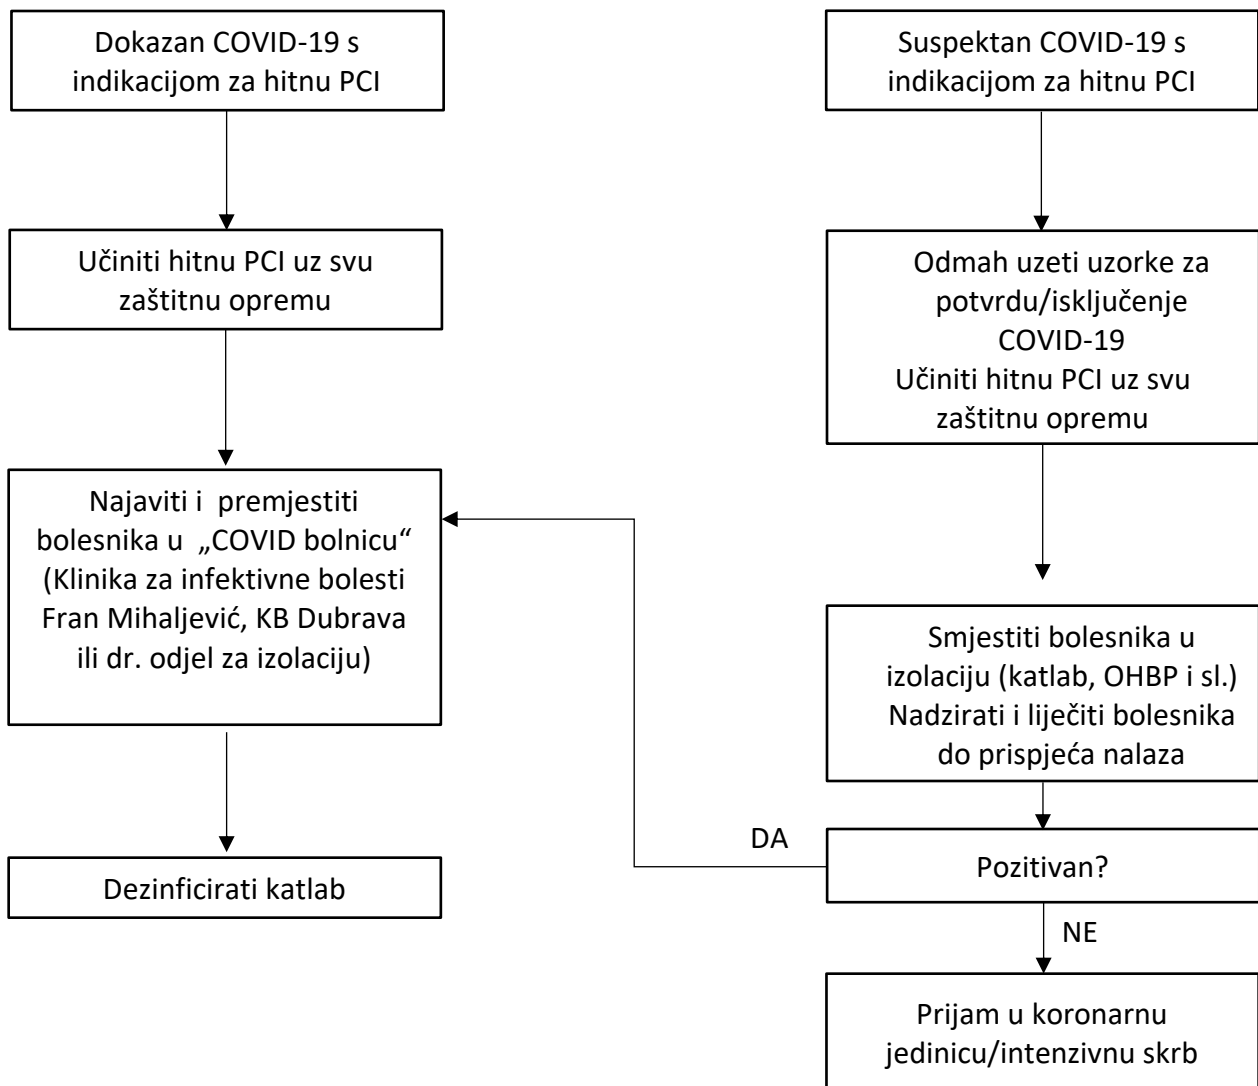 Dokazan COVID-19 s
indikacijom za hitnu PCI
Učiniti hitnu PCI uz svu
zaštitnu opremu
Najaviti i  premjestiti
bolesnika u  „COVID bolnicu“
(Klinika za infektivne bolesti
Fran Mihaljević, KB Dubrava
ili dr. odjel za izolaciju)
Dezinficirati katlab
Suspektan COVID-19 s
indikacijom za hitnu PCI
Odmah uzeti uzorke za
potvrdu/isključenje
COVID-19
Učiniti hitnu PCI uz svu
zaštitnu opremu
Smjestiti bolesnika u
izolaciju (katlab, OHBP i sl.)
Nadzirati i liječiti bolesnika
do prispjeća nalaza
Pozitivan?
DA
NE
Prijam u koronarnu
jedinicu/intenzivnu skrb